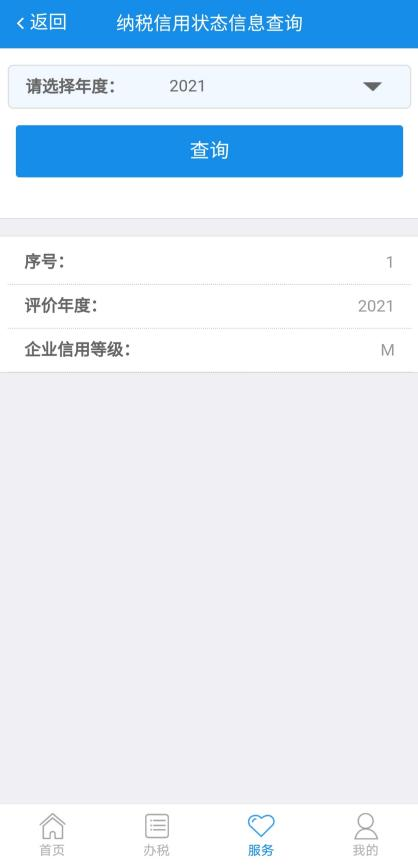 返回 纳税信用状态信息查询
请选择年度： 2021
查询
序号： 1
评价年度： 2021
企业信用等级： M
首页 办税 服务 我的